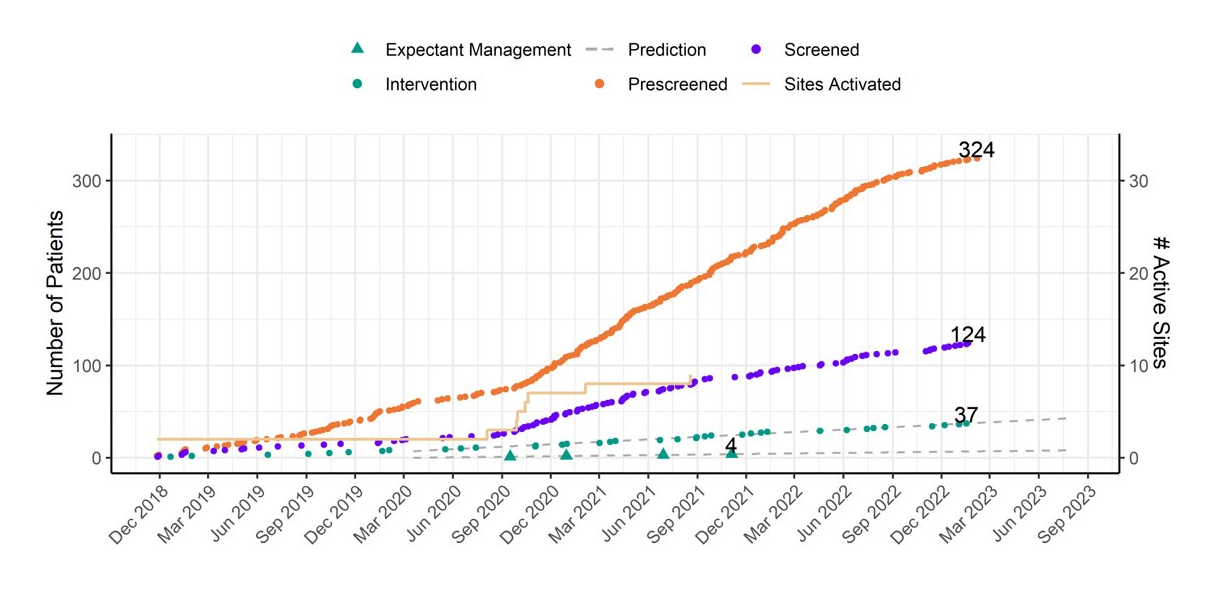 Expectant Management Prediction Screened
Intervention Prescreened Sites Activated
324
124
37
4
300
200
100
0
30
20
10
0
Number of Patients
# Active Sites
Dec 2018 Mar 2019 Jun 2019 Sep 2019 Dec 2019 Mar 2020 Jun 2020 Sep 2020 Dec 2020 Mar 2021 Jun 2021 Sep 2021 Dec 2021 Mar 2022 Jun 2022 Sep 2022 Dec 2022 Mar 2023 Jun 2023 Sep 2023